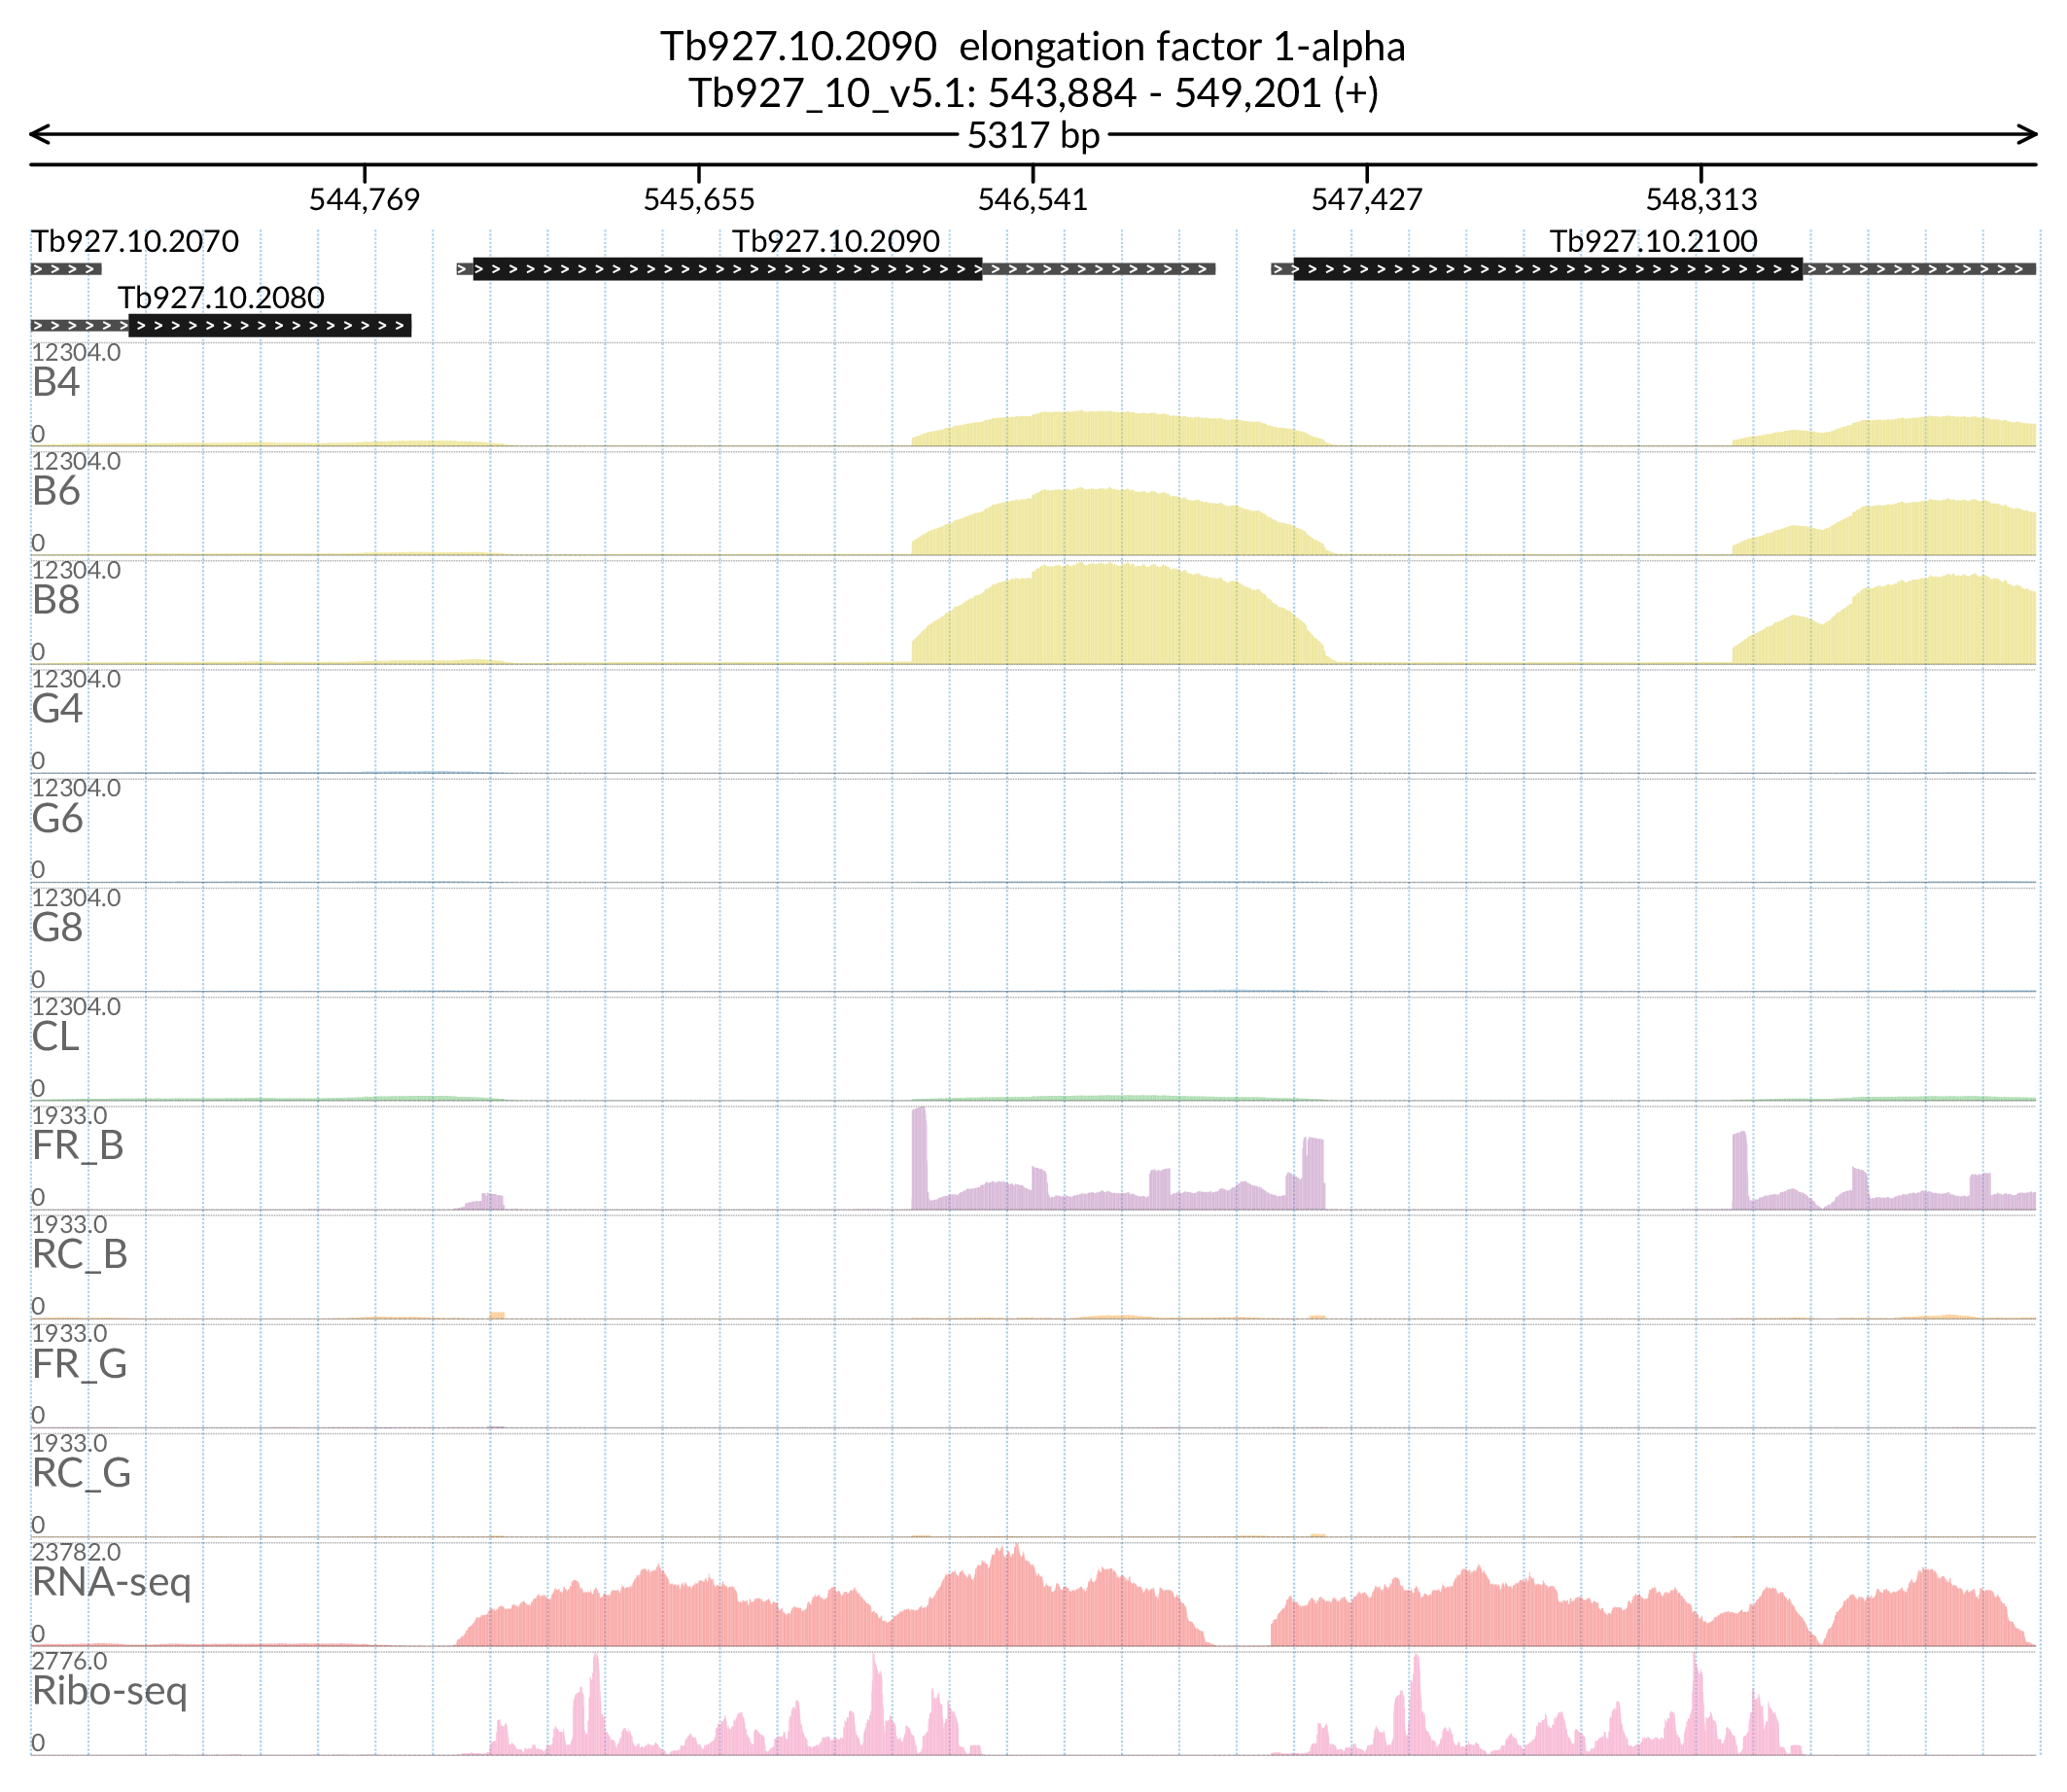 Tb927.10.2090  elongation factor 1-alpha
Tb927_10_v5.1: 543,884 - 549,201 (+)
5317 bp
544,769 545,655 546,541 547,427 548,313
Tb927.10.2070 Tb927.10.2090 Tb927.10.2100
Tb927.10.2080
12304.0
B4
0
12304.0
B6
0
12304.0
B8
0
12304.0
G4
0
12304.0
G6
0
12304.0
G8
0
12304.0
CL
0
1933.0
FR_B
0
1933.0
RC_B
0
1933.0
FR_G
0
1933.0
RC_G
0
23782.0
RNA-seq
0
2776.0
Ribo-seq
0